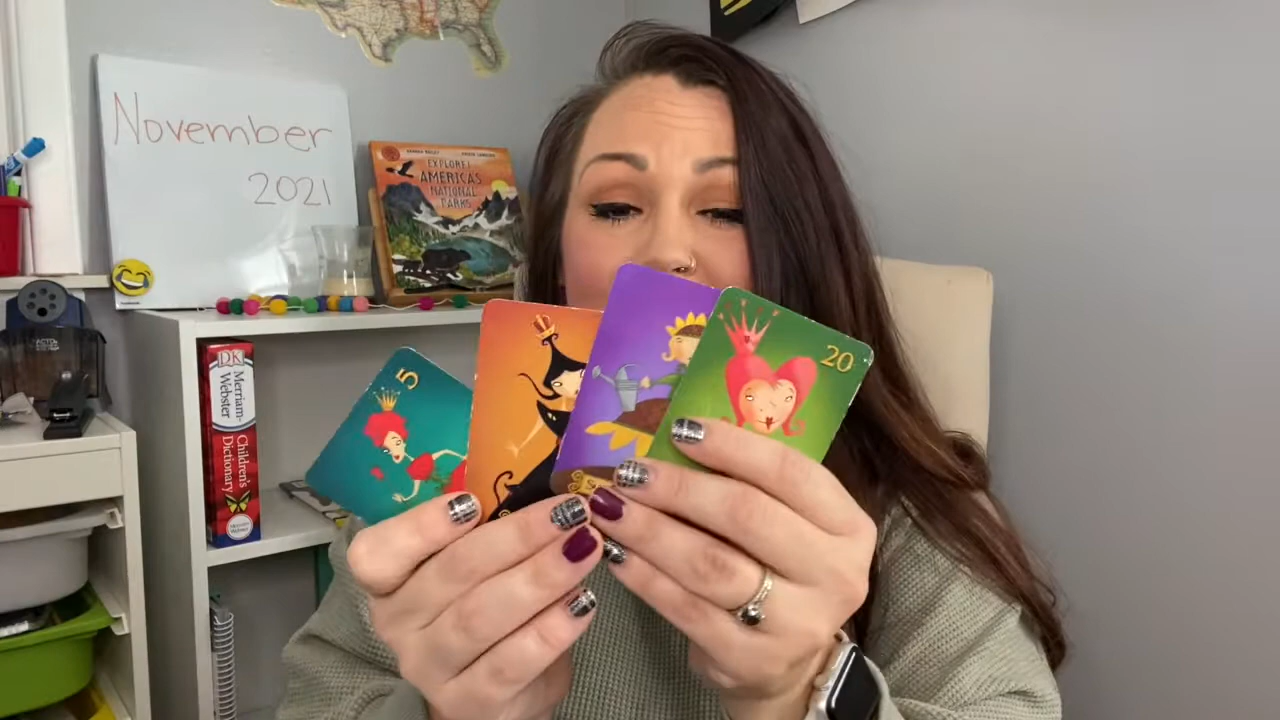 November
2021
EXPLORE!
AMERICA'S
NATIONAL
PARKS
DK
Merriam-
Webster
Children's
Dictionary
5
20